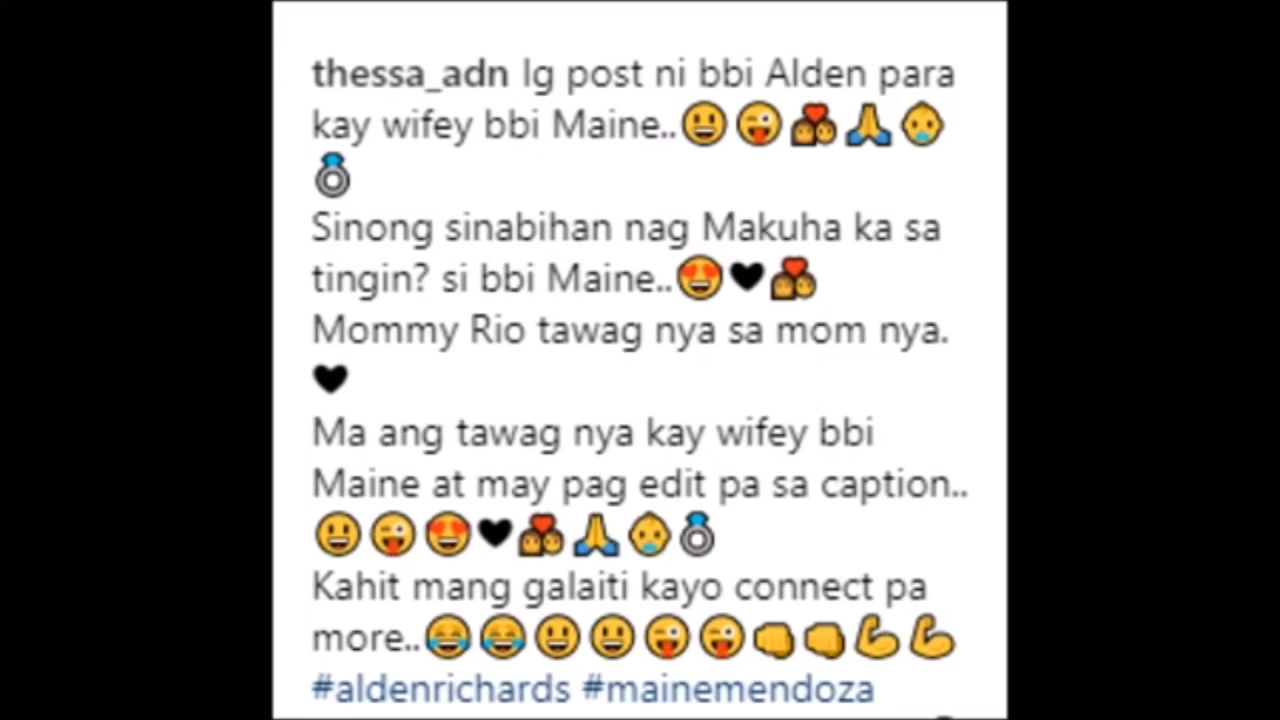 thessa_adn Ig post ni bbi Alden para
kay wifey bbi Maine..😃😜💑🙏👶
💍
Sinong sinabihan nag Makuha ka sa
tingin? si bbi Maine..😍🖤💑
Mommy Rio tawag nya sa mom nya.
🖤
Ma ang tawag nya kay wifey bbi
Maine at may pag edit pa sa caption..
😃😜😍🖤💑🙏👶💍
Kahit mang galaiti kayo connect pa
more..😂😂😃😃😜😜👊👊💪💪
#aldenrichards #mainemendoza